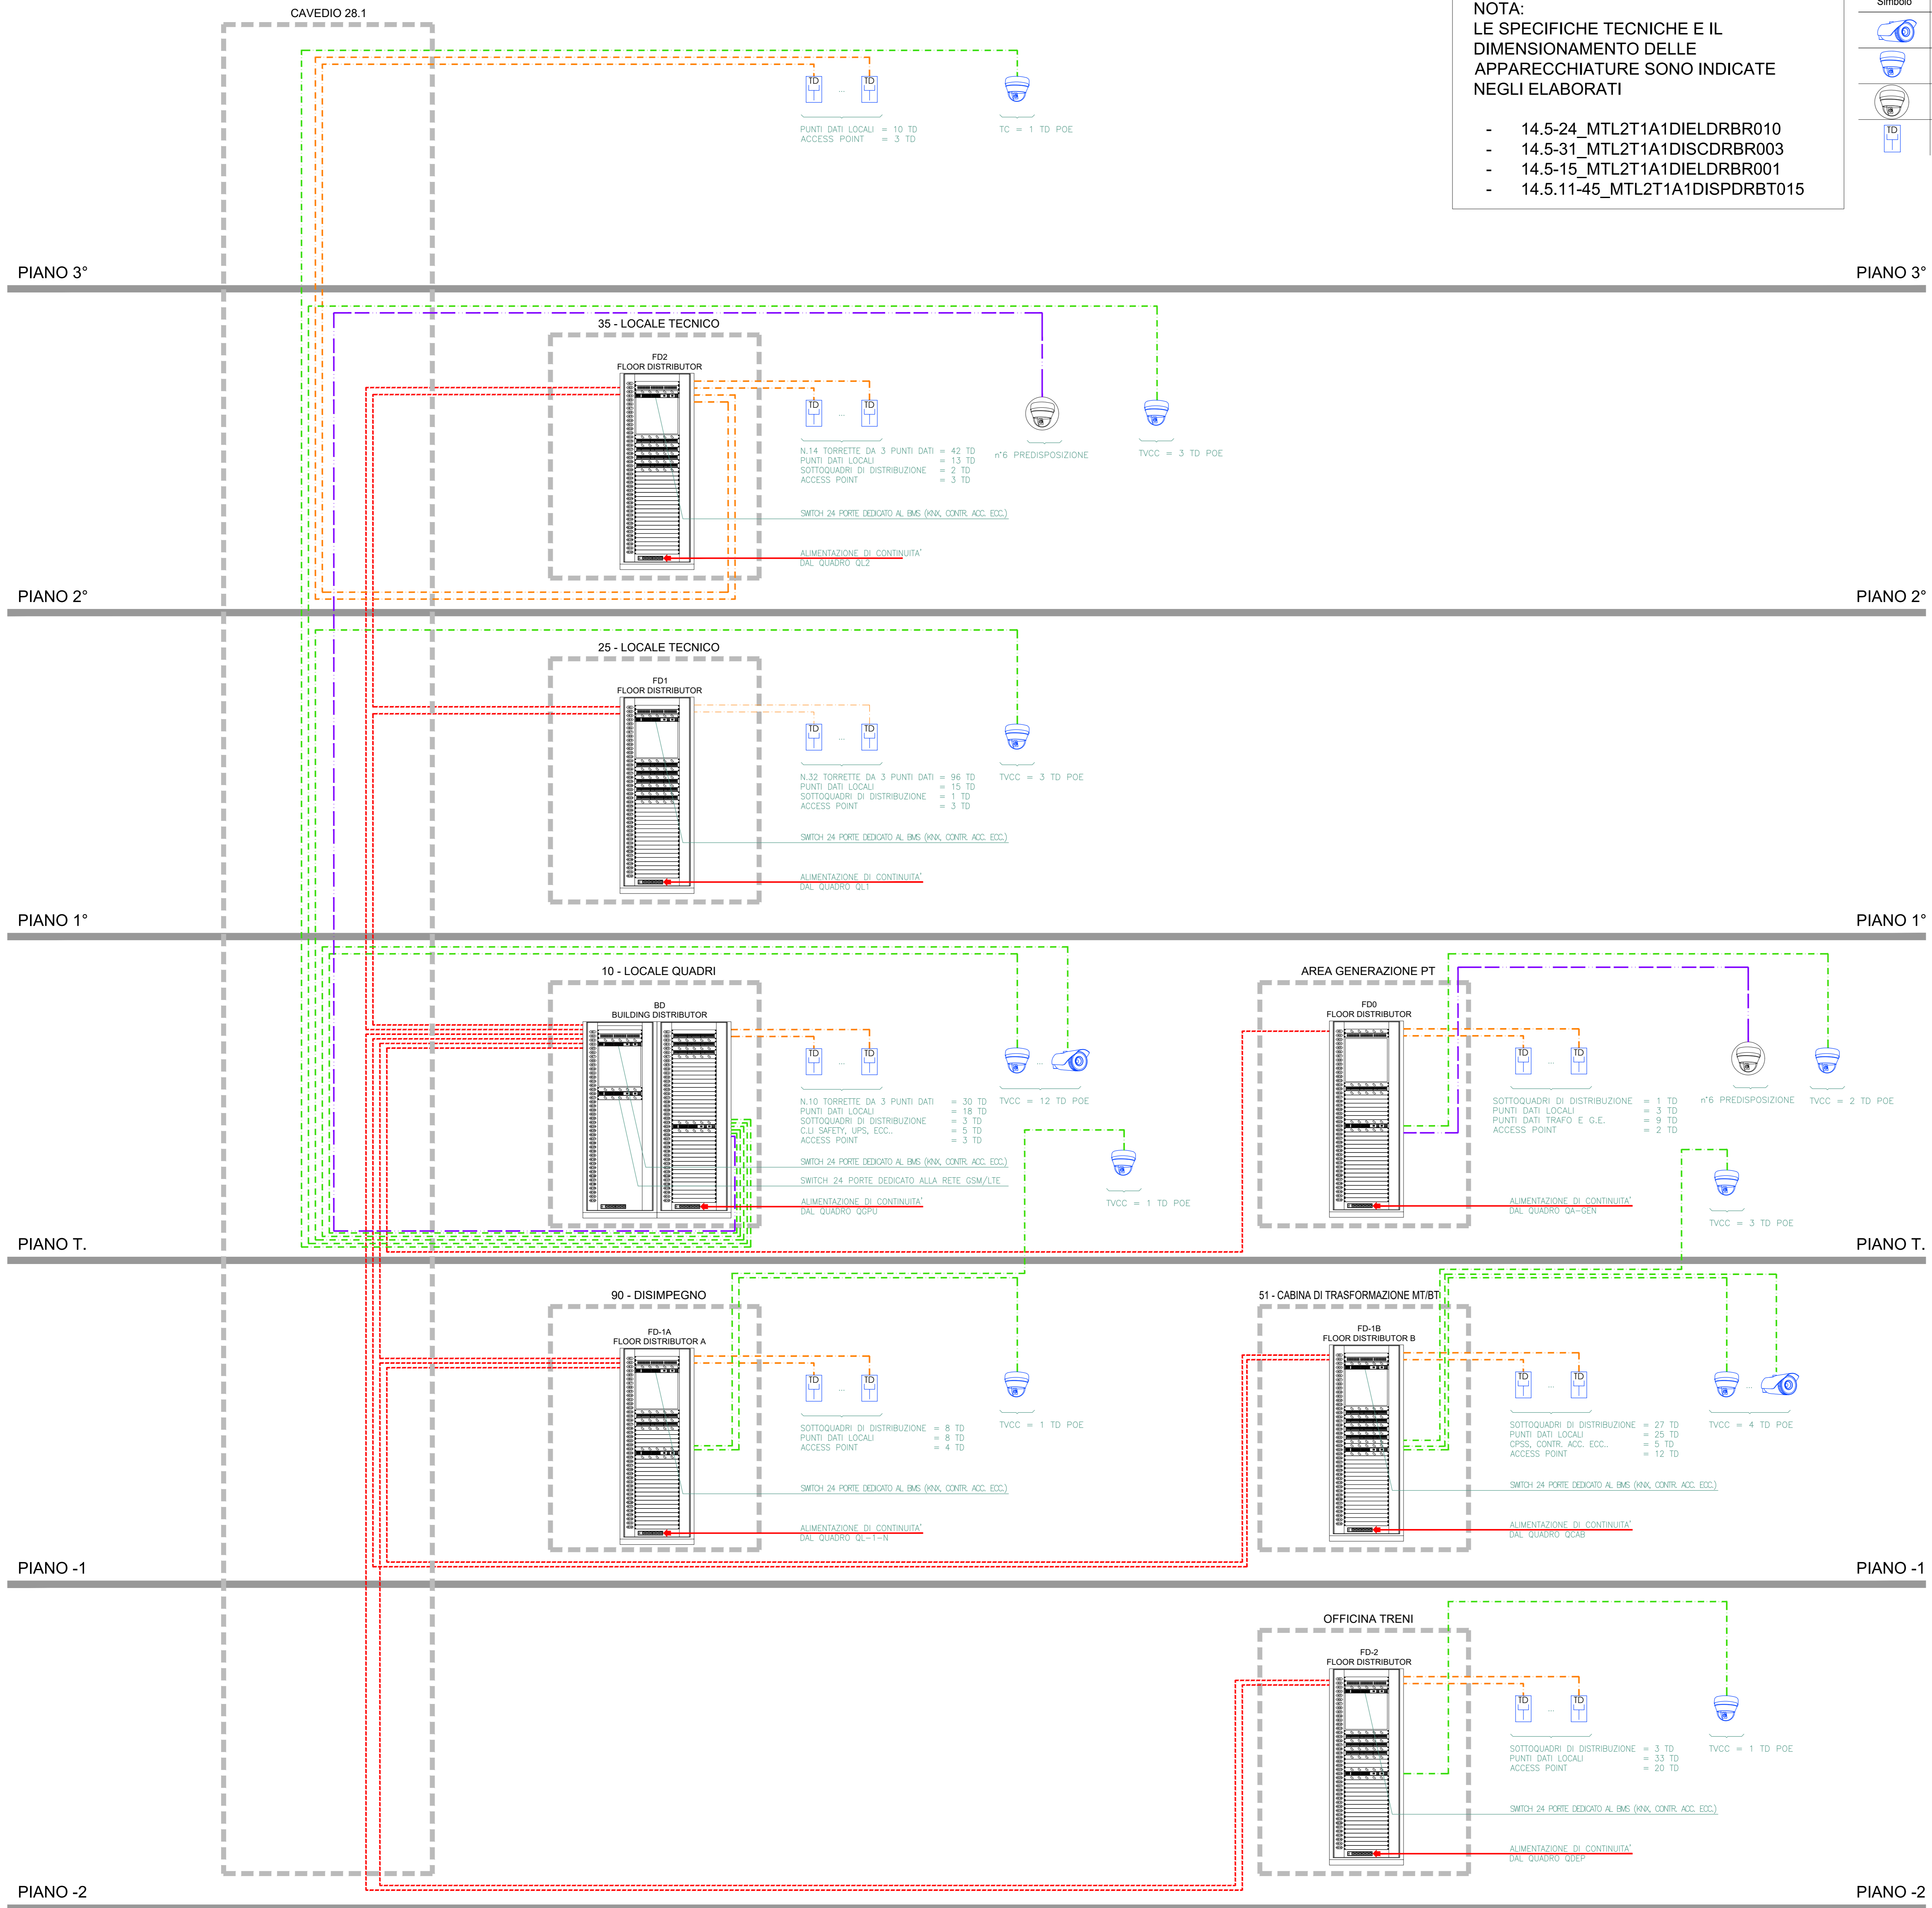 CAVEDIO 28.1
NOTA:
LE SPECIFICHE TECNICHE E IL
DIMENSIONAMENTO DELLE
APPARECCHIATURE SONO INDICATE
NEGLI ELABORATI
- 14.5-24_MTL2T1A1DIELDRBR010
- 14.5-31_MTL2T1A1DISCDRBR003
- 14.5-15_MTL2T1A1DIELDRBR001
- 14.5.11-45_MTL2T1A1DISPDRBT015
Simbolo
TD
TD ... TD
PUNTI DATI LOCALI = 10 TD
ACCESS POINT = 3 TD
TC = 1 TD POE
PIANO 3° PIANO 3°
35 - LOCALE TECNICO
FD2
FLOOR DISTRIBUTOR
TD ... TD
N.14 TORRETTE DA 3 PUNTI DATI = 42 TD
PUNTI DATI LOCALI = 13 TD
SOTTOQUADRI DI DISTRIBUZIONE = 2 TD
ACCESS POINT = 3 TD
n°6 PREDISPOSIZIONE
TVCC = 3 TD POE
SWITCH 24 PORTE DEDICATO AL BMS (KNX, CONTR. ACC. ECC.)
ALIMENTAZIONE DI CONTINUITA'
DAL QUADRO QL2
PIANO 2° PIANO 2°
25 - LOCALE TECNICO
FD1
FLOOR DISTRIBUTOR
TD ... TD
N.32 TORRETTE DA 3 PUNTI DATI = 96 TD
PUNTI DATI LOCALI = 15 TD
SOTTOQUADRI DI DISTRIBUZIONE = 1 TD
ACCESS POINT = 3 TD
TVCC = 3 TD POE
SWITCH 24 PORTE DEDICATO AL BMS (KNX, CONTR. ACC. ECC.)
ALIMENTAZIONE DI CONTINUITA'
DAL QUADRO QL1
PIANO 1° PIANO 1°
10 - LOCALE QUADRI
BD
BUILDING DISTRIBUTOR
TD ... TD
...
N.10 TORRETTE DA 3 PUNTI DATI = 30 TD
PUNTI DATI LOCALI = 18 TD
SOTTOQUADRI DI DISTRIBUZIONE = 3 TD
C.LI SAFETY, UPS, ECC.. = 5 TD
ACCESS POINT = 3 TD
TVCC = 12 TD POE
SWITCH 24 PORTE DEDICATO AL BMS (KNX, CONTR. ACC. ECC.)
SWITCH 24 PORTE DEDICATO ALLA RETE GSM/LTE
ALIMENTAZIONE DI CONTINUITA'
DAL QUADRO QGPU
TVCC = 1 TD POE
AREA GENERAZIONE PT
FD0
FLOOR DISTRIBUTOR
TD ... TD
SOTTOQUADRI DI DISTRIBUZIONE = 1 TD
PUNTI DATI LOCALI = 3 TD
PUNTI DATI TRAFO E G.E. = 9 TD
ACCESS POINT = 2 TD
n°6 PREDISPOSIZIONE
TVCC = 2 TD POE
ALIMENTAZIONE DI CONTINUITA'
DAL QUADRO QA-GEN
TVCC = 3 TD POE
PIANO T. PIANO T.
90 - DISIMPEGNO
FD-1A
FLOOR DISTRIBUTOR A
TD ... TD
SOTTOQUADRI DI DISTRIBUZIONE = 8 TD
PUNTI DATI LOCALI = 8 TD
ACCESS POINT = 4 TD
TVCC = 1 TD POE
SWITCH 24 PORTE DEDICATO AL BMS (KNX, CONTR. ACC. ECC.)
ALIMENTAZIONE DI CONTINUITA'
DAL QUADRO QL-1-N
51 - CABINA DI TRASFORMAZIONE MT/BT
FD-1B
FLOOR DISTRIBUTOR B
TD ... TD
...
SOTTOQUADRI DI DISTRIBUZIONE = 27 TD
PUNTI DATI LOCALI = 25 TD
CPSS, CONTR. ACC. ECC.. = 5 TD
ACCESS POINT = 12 TD
TVCC = 4 TD POE
SWITCH 24 PORTE DEDICATO AL BMS (KNX, CONTR. ACC. ECC.)
ALIMENTAZIONE DI CONTINUITA'
DAL QUADRO QCAB
PIANO -1 PIANO -1
OFFICINA TRENI
FD-2
FLOOR DISTRIBUTOR
TD ... TD
SOTTOQUADRI DI DISTRIBUZIONE = 3 TD
PUNTI DATI LOCALI = 33 TD
ACCESS POINT = 20 TD
TVCC = 1 TD POE
SWITCH 24 PORTE DEDICATO AL BMS (KNX, CONTR. ACC. ECC.)
ALIMENTAZIONE DI CONTINUITA'
DAL QUADRO QDEP
PIANO -2 PIANO -2